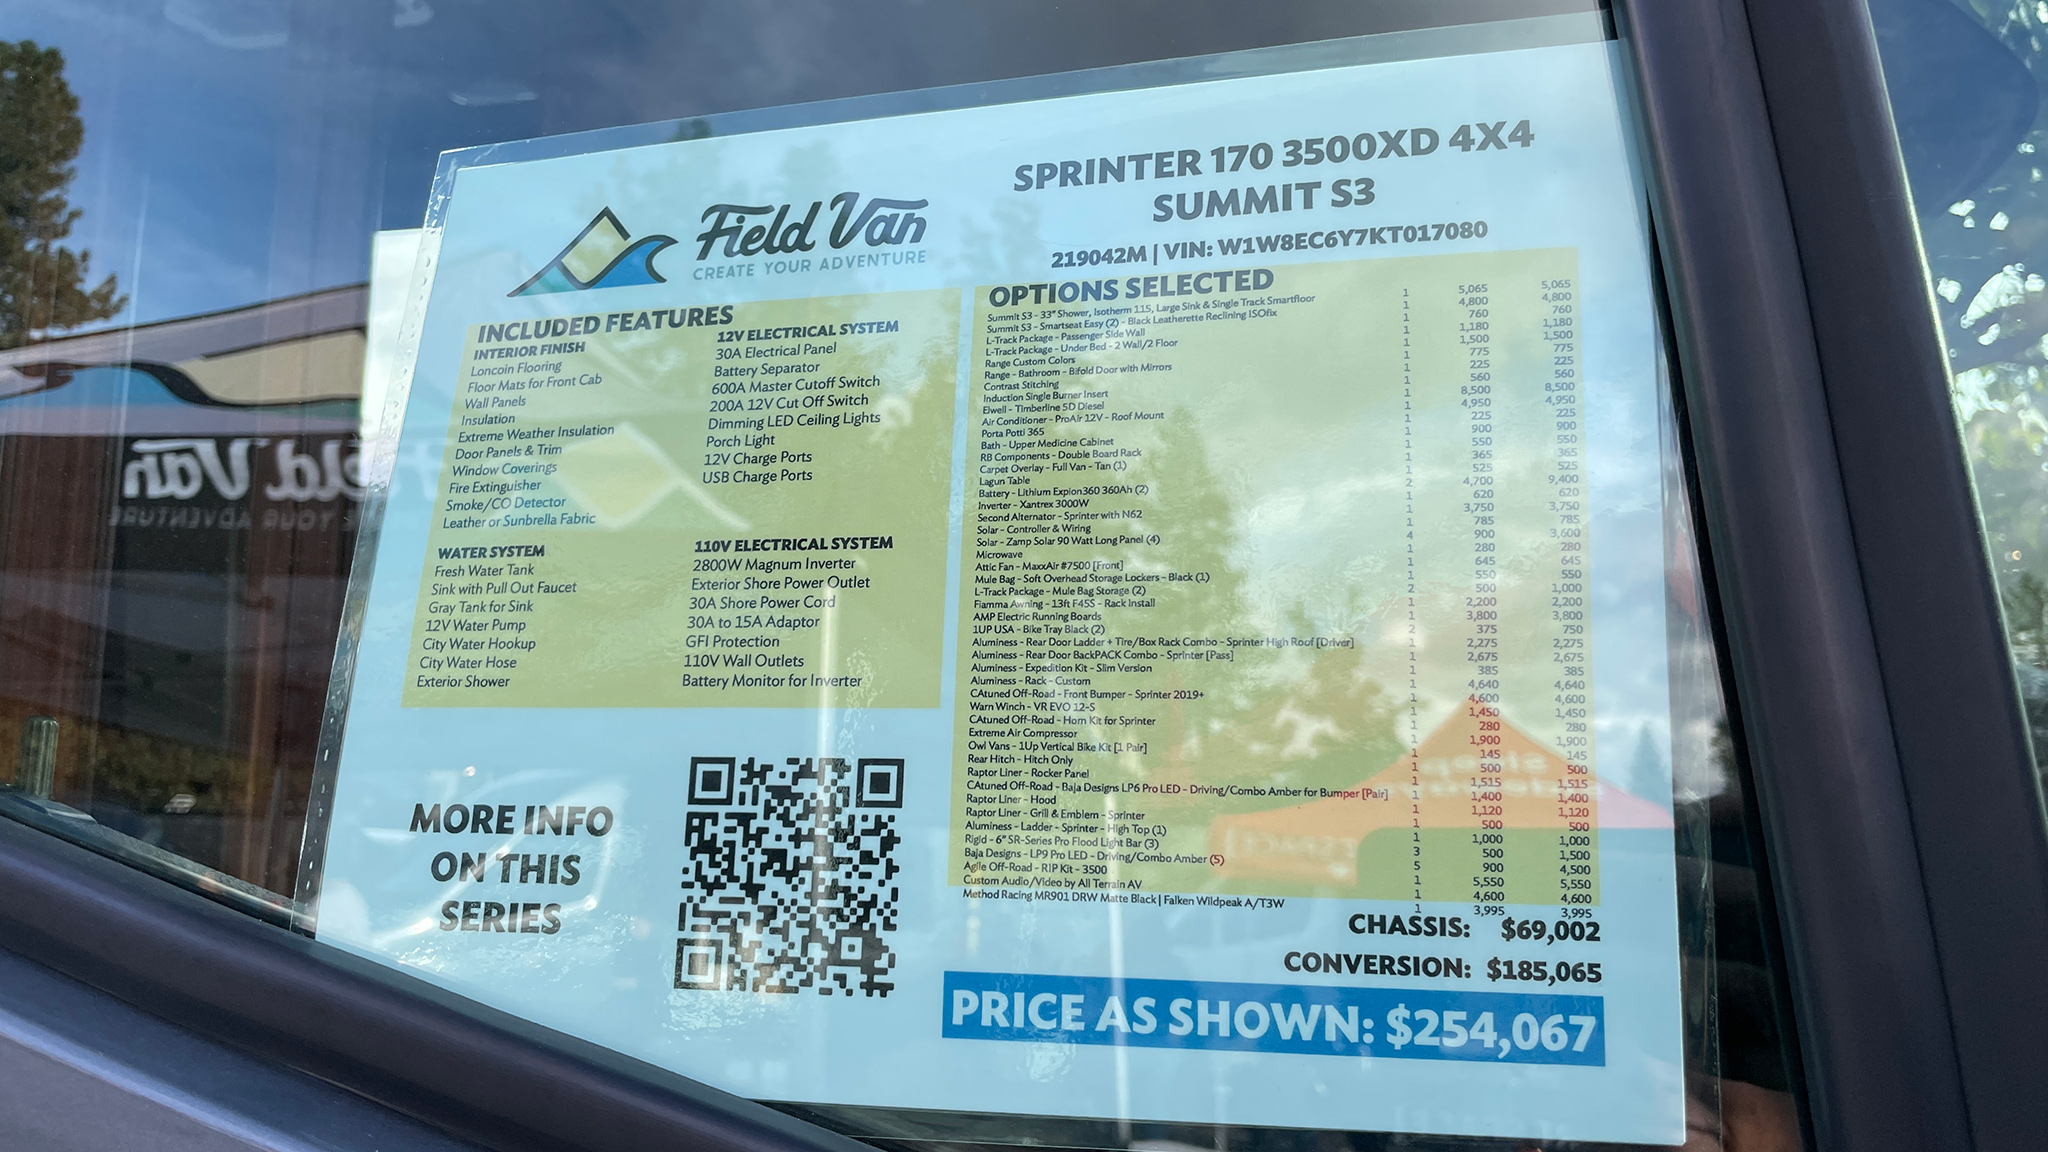 Field Van
CREATE YOUR ADVENTURE
SPRINTER 170 3500XD 4X4
SUMMIT S3
219042M | VIN: W1W8EC6Y7KT017080
INCLUDED FEATURES
INTERIOR FINISH
Loncoin Flooring
Floor Mats for Front Cab
Wall Panels
Insulation
Extreme Weather Insulation
Door Panels & Trim
Window Coverings
Fire Extinguisher
Smoke/CO Detector
Leather or Sunbrella Fabric
WATER SYSTEM
Fresh Water Tank
Sink with Pull Out Faucet
Gray Tank for Sink
12V Water Pump
City Water Hookup
City Water Hose
Exterior Shower
12V ELECTRICAL SYSTEM
30A Electrical Panel
Battery Separator
600A Master Cutoff Switch
200A 12V Cut Off Switch
Dimming LED Ceiling Lights
Porch Light
12V Charge Ports
USB Charge Ports
110V ELECTRICAL SYSTEM
2800W Magnum Inverter
Exterior Shore Power Outlet
30A Shore Power Cord
30A to 15A Adaptor
GFI Protection
110V Wall Outlets
Battery Monitor for Inverter
OPTIONS SELECTED
Summit S3 - 33" Shower, Isotherm 115, Large Sink & Single Track Smartfloor 1 5,065 5,065
Summit S3 - Smartseat Easy (2) - Black Leatherette Reclining ISOfix 1 4,800 4,800
L-Track Package - Passenger Side Wall 1 760 760
L-Track Package - Under Bed - 2 Wall/2 Floor 1 1,180 1,180
Range Custom Colors 1 1,500 1,500
Range - Bathroom - Bifold Door with Mirrors 1 775 775
Contrast Stitching 1 225 225
Induction Single Burner Insert 1 560 560
Elwell - Timberline 5D Diesel 1 8,500 8,500
Air Conditioner - ProAir 12V - Roof Mount 1 4,950 4,950
Porta Potti 365 1 225 225
Bath - Upper Medicine Cabinet 1 900 900
RB Components - Double Board Rack 1 550 550
Carpet Overlay - Full Van - Tan (1) 1 365 365
Lagun Table 1 525 525
Battery - Lithium Expion360 360Ah (2) 2 4,700 9,400
Inverter - Xantrex 3000W 1 620 620
Second Alternator - Sprinter with N62 1 3,750 3,750
Solar - Controller & Wiring 1 785 785
Solar - Zamp Solar 90 Watt Long Panel (4) 4 900 3,600
Microwave 1 280 280
Attic Fan - MaxxAir #7500 [Front] 1 645 645
Mule Bag - Soft Overhead Storage Lockers - Black (1) 1 550 550
L-Track Package - Mule Bag Storage (2) 2 500 1,000
Fiamma Awning - 13ft F45S - Rack Install 1 2,200 2,200
AMP Electric Running Boards 1 3,800 3,800
1UP USA - Bike Tray Black (2) 2 375 750
Aluminess - Rear Door Ladder + Tire/Box Rack Combo - Sprinter High Roof [Driver] 1 2,275 2,275
Aluminess - Rear Door BackPACK Combo - Sprinter [Pass] 1 2,675 2,675
Aluminess - Expedition Kit - Slim Version 1 385 385
Aluminess - Rack - Custom 1 4,640 4,640
CAtuned Off-Road - Front Bumper - Sprinter 2019+ 1 4,600 4,600
Warn Winch - VR EVO 12-S 1 1,450 1,450
CAtuned Off-Road - Horn Kit for Sprinter 1 280 280
Extreme Air Compressor 1 1,900 1,900
Owl Vans - 1Up Vertical Bike Kit [1 Pair] 1 145 145
Rear Hitch - Hitch Only 1 500 500
Raptor Liner - Rocker Panel 1 1,515 1,515
CAtuned Off-Road - Baja Designs LP6 Pro LED - Driving/Combo Amber for Bumper [Pair] 1 1,400 1,400
Raptor Liner - Hood 1 1,120 1,120
Raptor Liner - Grill & Emblem - Sprinter 1 500 500
Aluminess - Ladder - Sprinter - High Top (1) 1 1,000 1,000
Rigid - 6" SR-Series Pro Flood Light Bar (3) 3 500 1,500
Baja Designs - LP9 Pro LED - Driving/Combo Amber (5) 5 900 4,500
Agile Off-Road - RIP Kit - 3500 1 5,550 5,550
Custom Audio/Video by All Terrain AV 1 4,600 4,600
Method Racing MR901 DRW Matte Black | Falken Wildpeak A/T3W 1 3,995 3,995
CHASSIS: $69,002
CONVERSION: $185,065
PRICE AS SHOWN: $254,067
MORE INFO
ON THIS
SERIES